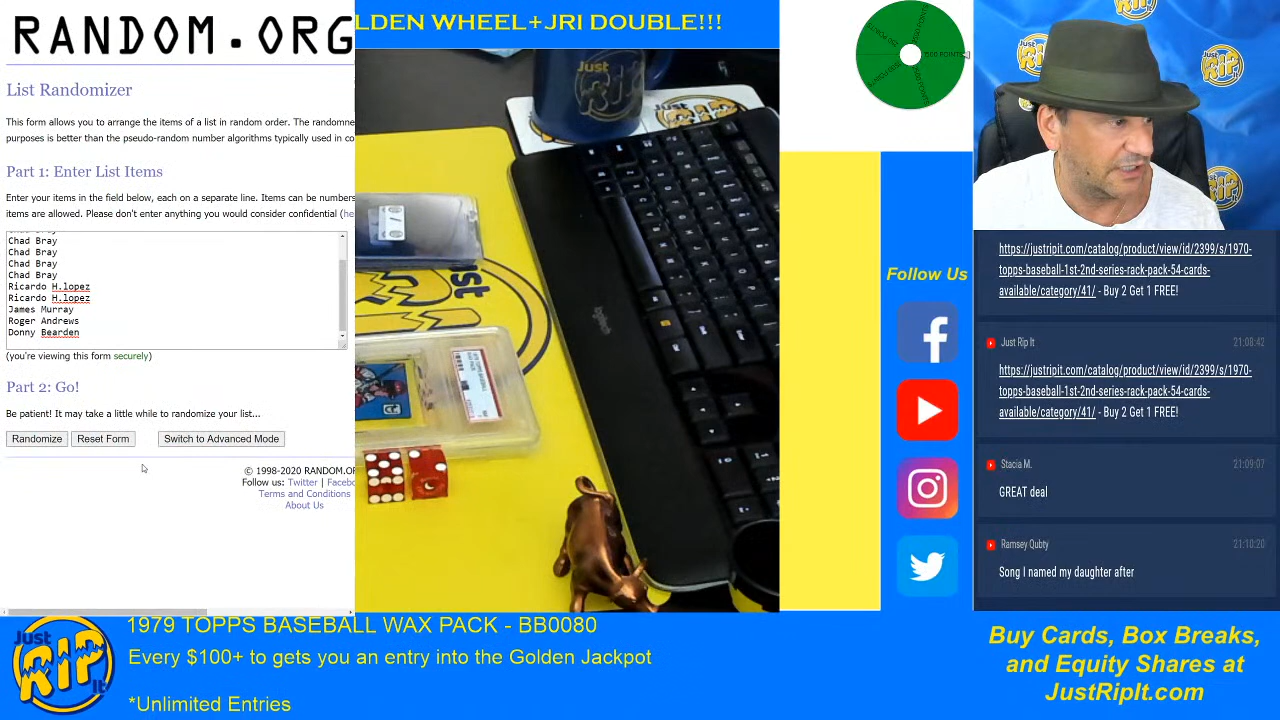 RANDOM.ORG
List Randomizer
This form allows you to arrange the items of a list in random order. The randomne
purposes is better than the pseudo-random number algorithms typically used in co
Part 1: Enter List Items
Enter your items in the field below, each on a separate line. Items can be numbers
items are allowed. Please don't enter anything you would consider confidential (he
Chad Bray
Chad Bray
Chad Bray
Chad Bray
Ricardo H.lopez
Ricardo H.lopez
James Murray
Roger Andrews
Donny Bearden
(you're viewing this form securely)
Part 2: Go!
Be patient! It may take a little while to randomize your list...
Randomize
Reset Form
Switch to Advanced Mode
© 1998-2020 RANDOM.OR
Follow us: Twitter | Facebo
Terms and Conditions
About Us
LDEN WHEEL+JRI DOUBLE!!!
Just
RIP
logitech
Follow Us
https://justripit.com/catalog/product/view/id/2399/s/1970-
topps-baseball-1st-2nd-series-rack-pack-54-cards-
available/category/41/ - Buy 2 Get 1 FREE!
Just Rip It 21:08:42
https://justripit.com/catalog/product/view/id/2399/s/1970-
topps-baseball-1st-2nd-series-rack-pack-54-cards-
available/category/41/ - Buy 2 Get 1 FREE!
Stacia M. 21:09:07
GREAT deal
Ramsey Qubty 21:10:20
Song I named my daughter after
Just
RIP
It
1979 TOPPS BASEBALL WAX PACK - BB0080
Every $100+ to gets you an entry into the Golden Jackpot
*Unlimited Entries
Buy Cards, Box Breaks,
and Equity Shares at
JustRipIt.com